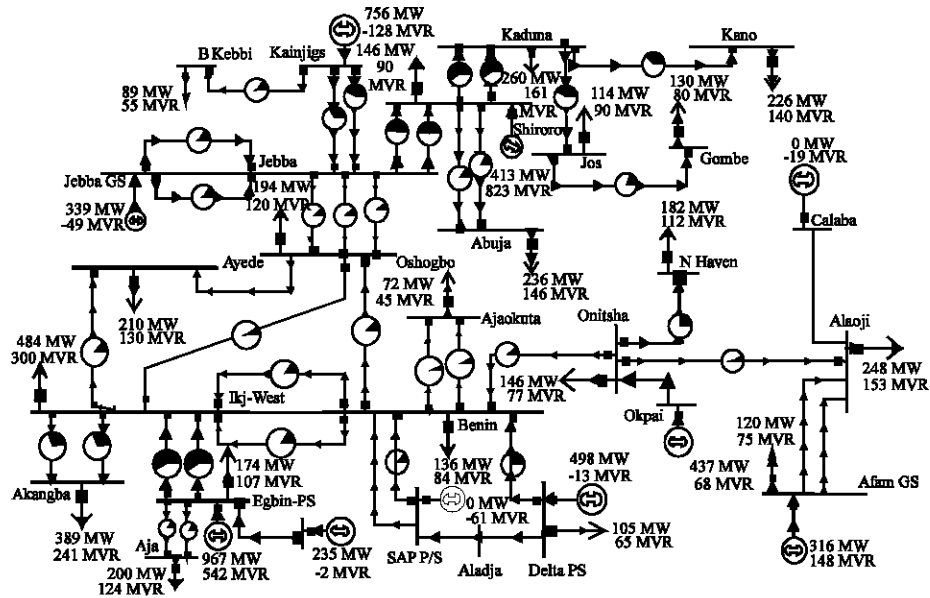 756 MW
-128 MVR
Kaduna
Kano
B Kebbi
Kainjigs
146 MW
90
MVR
89 MW
55 MVR
260 MW
161
MVR
Shiroro
114 MW
90 MVR
130 MW
80 MVR
226 MW
140 MVR
0 MW
-19 MVR
Jebba
Jos
Gombe
Jebba GS
194 MW
120 MVR
413 MW
823 MVR
182 MW
112 MVR
Calaba
339 MW
-49 MVR
Abuja
N Haven
Ayede
Oshogbo
72 MW
45 MVR
236 MW
146 MVR
210 MW
130 MVR
Ajaokuta
Onitsha
Alaoji
484 MW
300 MVR
248 MW
153 MVR
Ikj-West
146 MW
77 MVR
Okpai
Benin
120 MW
75 MVR
174 MW
107 MVR
136 MW
84 MVR
498 MW
-13 MVR
437 MW
68 MVR
Akangba
Egbin-PS
0 MW
-61 MVR
Afam GS
389 MW
241 MVR
Aja
967 MW
542 MVR
235 MW
-2 MVR
SAP P/S
Aladja
Delta PS
105 MW
65 MVR
316 MW
148 MVR
200 MW
124 MVR